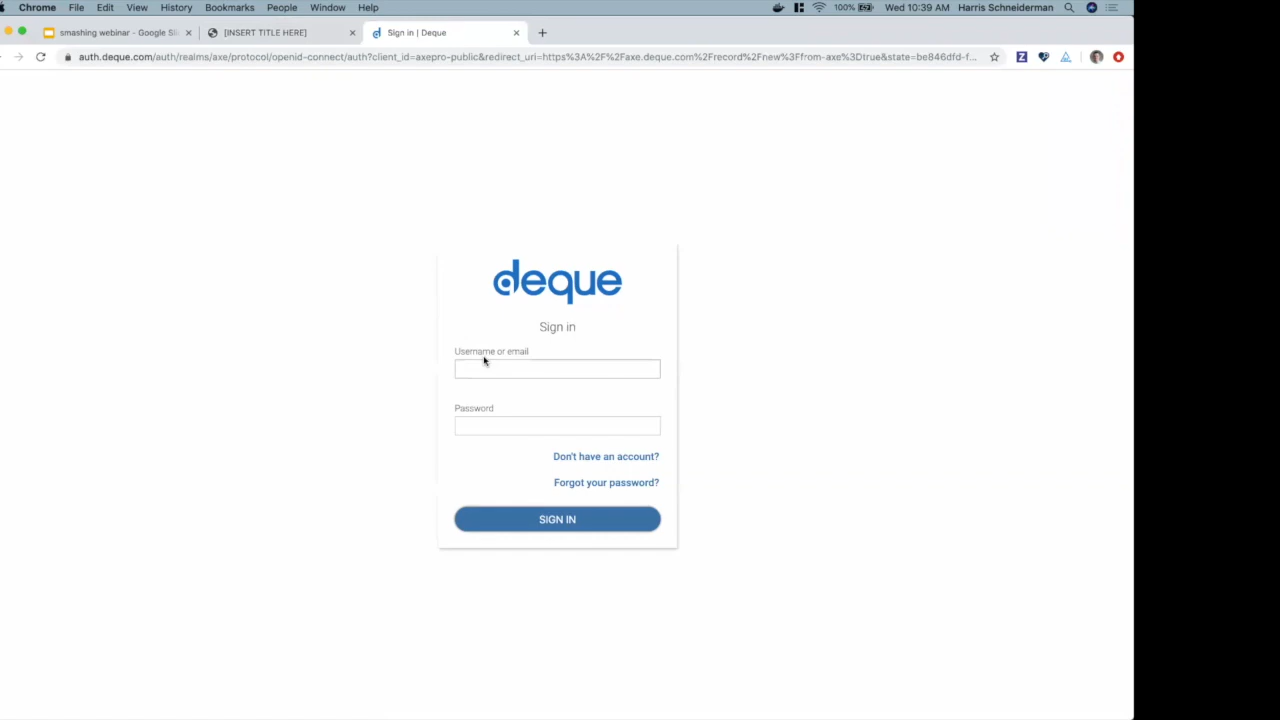 Chrome File Edit View History Bookmarks People Window Help 100% Wed 10:39 AM Harris Schneiderman
smashing webinar - Google Sli [INSERT TITLE HERE] Sign in | Deque
auth.deque.com/auth/realms/axe/protocol/openid-connect/auth?client_id=axepro-public&redirect_uri=https%3A%2F%2Faxe.deque.com%2Frecord%2Fnew%3Ffrom-axe%3Dtrue&state=be846dfd-f...
Z
deque
Sign in
Username or email
Password
Don't have an account?
Forgot your password?
SIGN IN